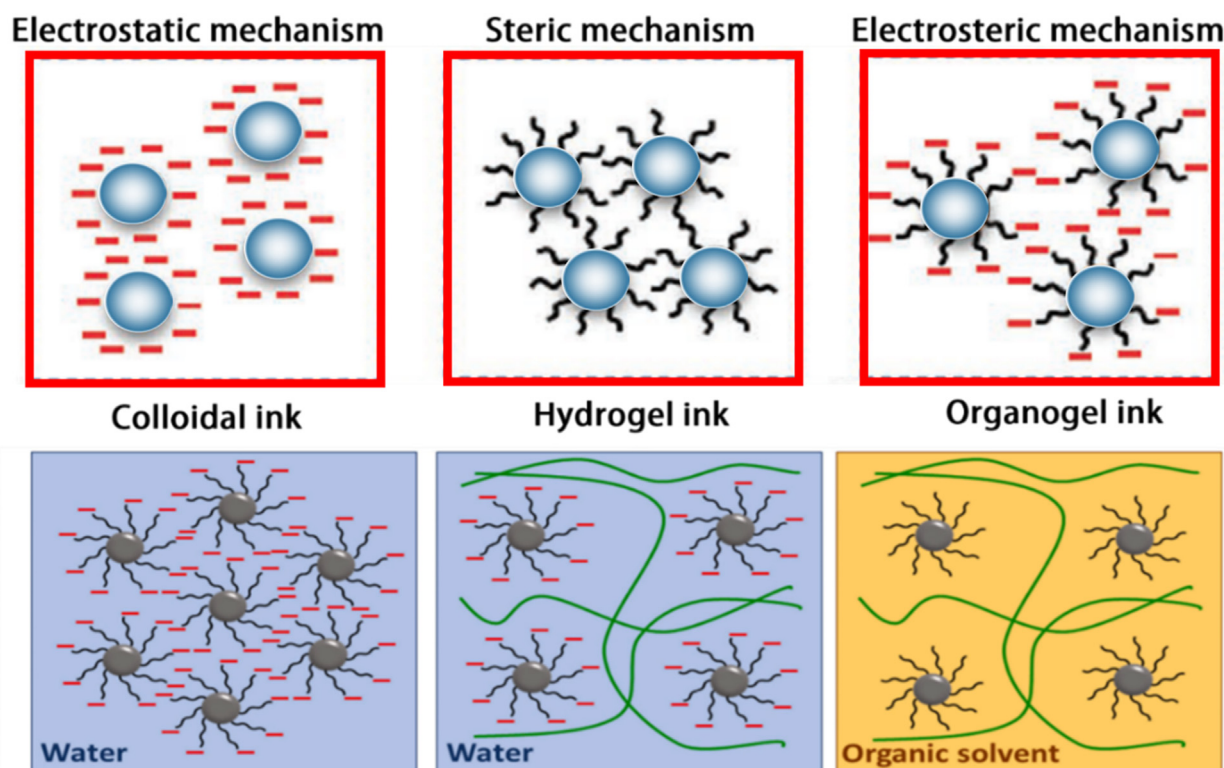 Electrostatic mechanism
Steric mechanism
Electrosteric mechanism
Colloidal ink
Hydrogel ink
Organogel ink
Water
Water
Organic solvent